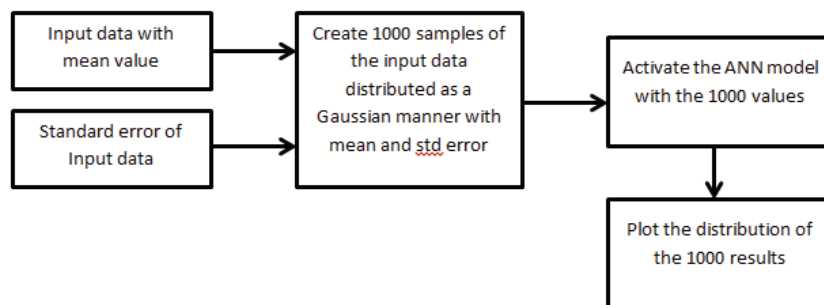 Input data with
mean value
Standard error of
Input data
Create 1000 samples of
the input data
distributed as a
Gaussian manner with
mean and std error
Activate the ANN model
with the 1000 values
Plot the distribution of
the 1000 results